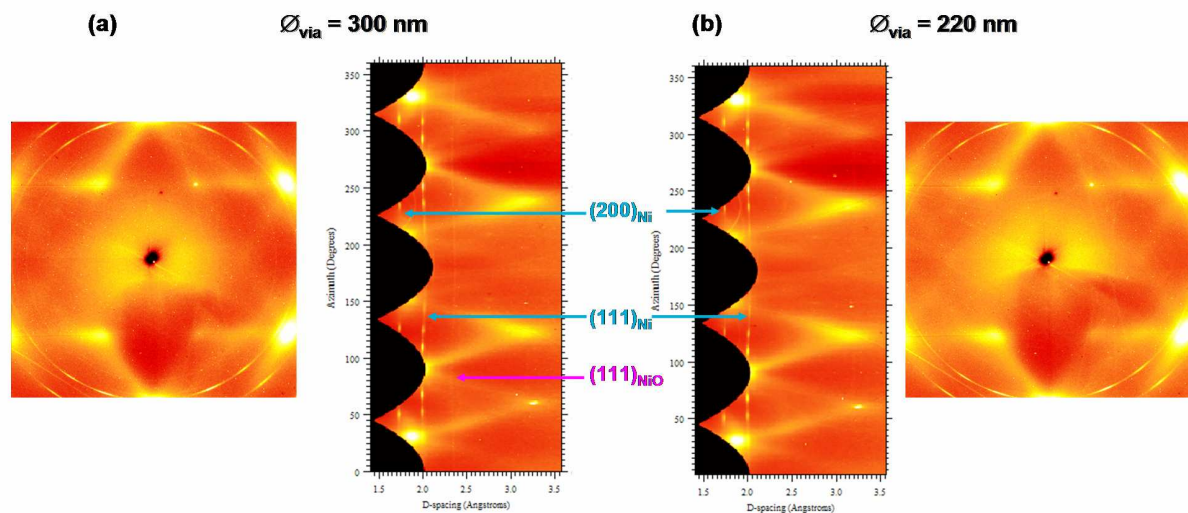 (a) ∅via = 300 nm
(b) ∅via = 220 nm
350
300
250
200
150
100
50
0
Azimuth (Degrees)
1.5 2.0 2.5 3.0 3.5
D-spacing (Angstroms)
(200)Ni
(111)Ni
(111)NiO
350
300
250
200
150
100
50
0
Azimuth (Degrees)
1.5 2.0 2.5 3.0 3.5
D-spacing (Angstroms)